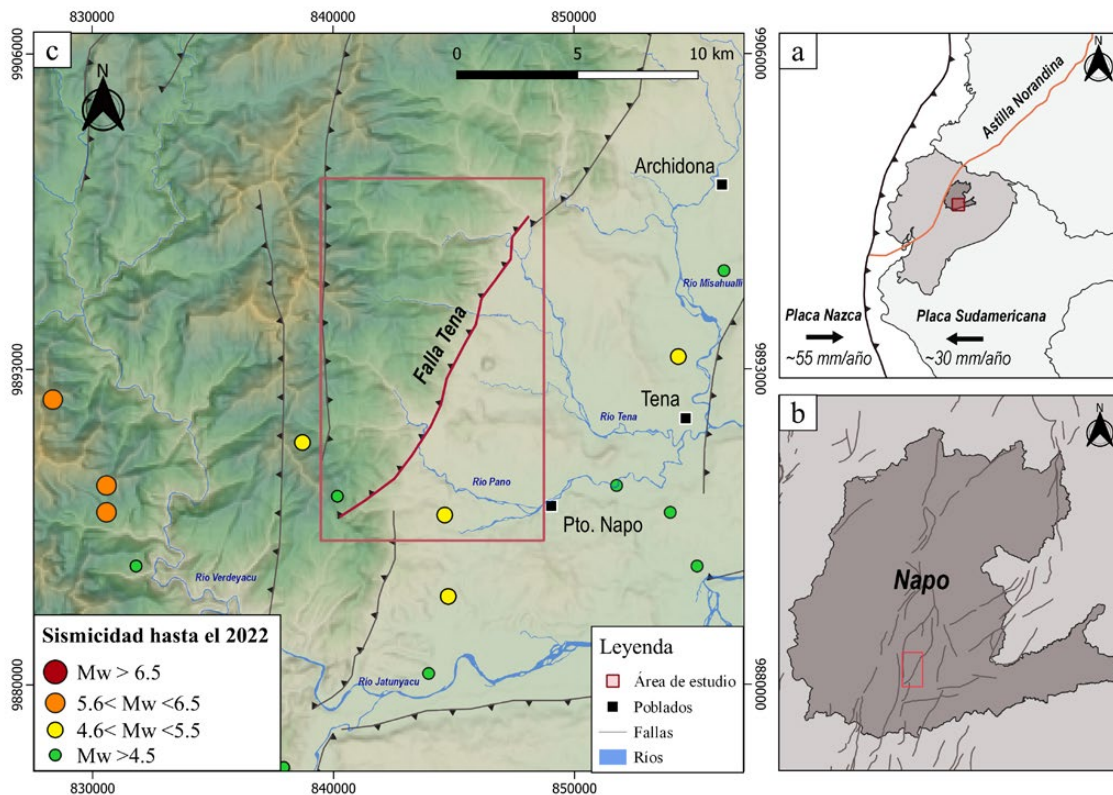 830000
840000
850000
c
N
0
5
10 km
9906000
9906000
Archidona
Río Misahuallí
Falla Tena
9893000
9893000
Tena
Río Tena
Río Pano
Pto. Napo
Río Verdeyacu
Río Jatunyacu
9880000
9880000
Sismicidad hasta el 2022
Mw > 6.5
5.6< Mw <6.5
4.6< Mw <5.5
Mw >4.5
Leyenda
Área de estudio
Poblados
Fallas
Ríos
830000
840000
850000
a
N
Astilla Norandina
Placa Nazca
~55 mm/año
Placa Sudamericana
~30 mm/año
b
N
Napo